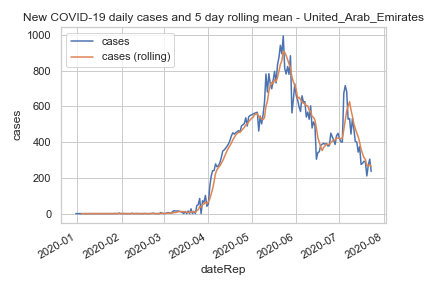 New COVID-19 daily cases and 5 day rolling mean - United_Arab_Emirates
cases
cases (rolling)
1000
800
600
400
200
0
cases
2020-01
2020-02
2020-03
2020-04
2020-05
2020-06
2020-07
2020-08
dateRep